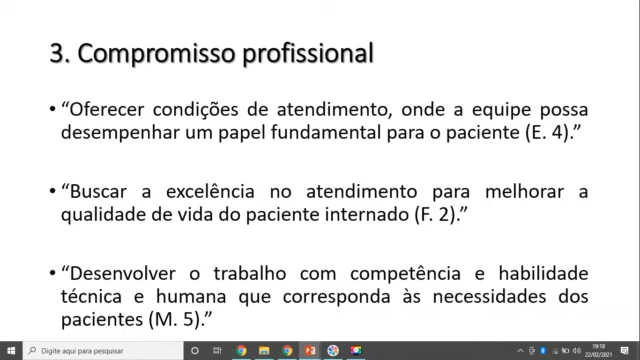 3. Compromisso profissional
• “Oferecer condições de atendimento, onde a equipe possa
desempenhar um papel fundamental para o paciente (E. 4).”
• “Buscar a excelência no atendimento para melhorar a
qualidade de vida do paciente internado (F. 2).”
• “Desenvolver o trabalho com competência e habilidade
técnica e humana que corresponda às necessidades dos
pacientes (M. 5).”
Digite aqui para pesquisar
19:18
22/02/2021